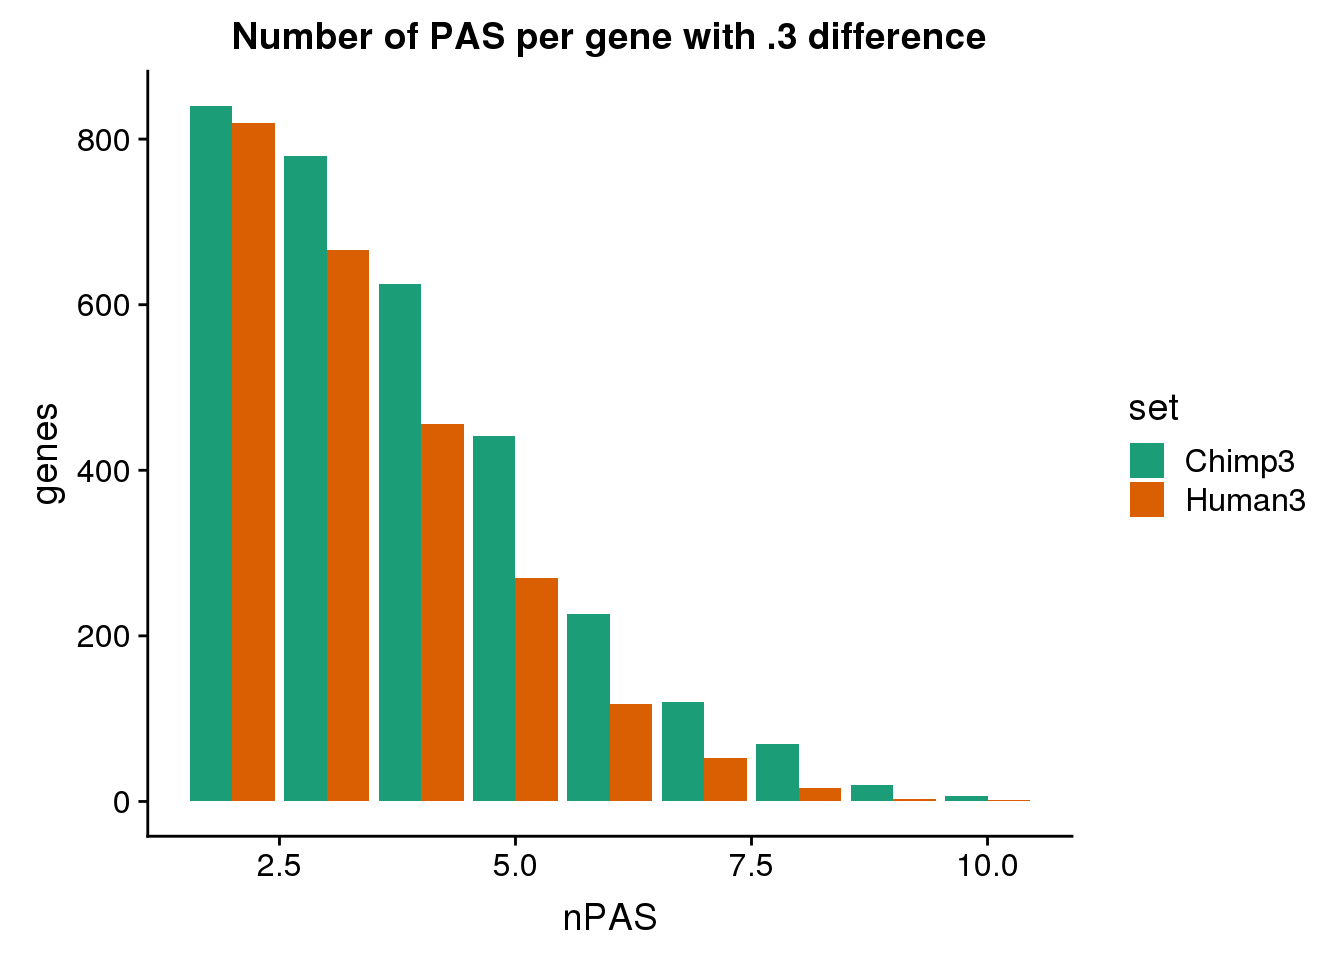 Number of PAS per gene with .3 difference
800
600
400
200
0
genes
2.5
5.0
7.5
10.0
nPAS
set
Chimp3
Human3